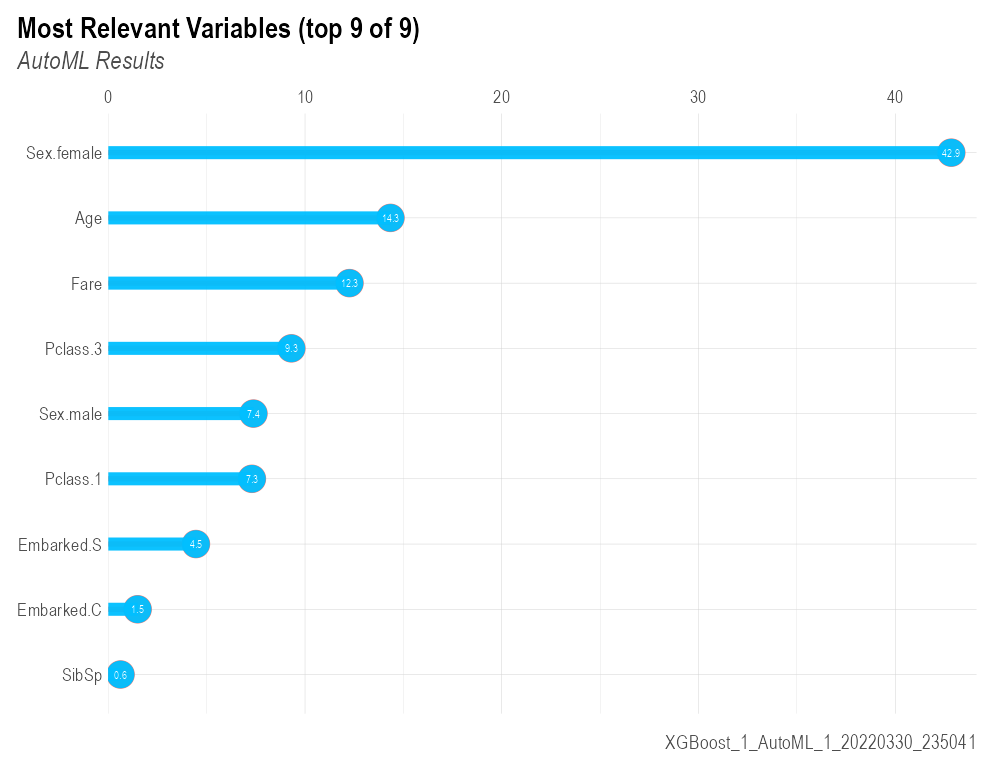 Most Relevant Variables (top 9 of 9)
AutoML Results
0 10 20 30 40
Sex.female 42.9
Age 14.3
Fare 12.3
Pclass.3 9.3
Sex.male 7.4
Pclass.1 7.3
Embarked.S 4.5
Embarked.C 1.5
SibSp 0.6
XGBoost_1_AutoML_1_20220330_235041